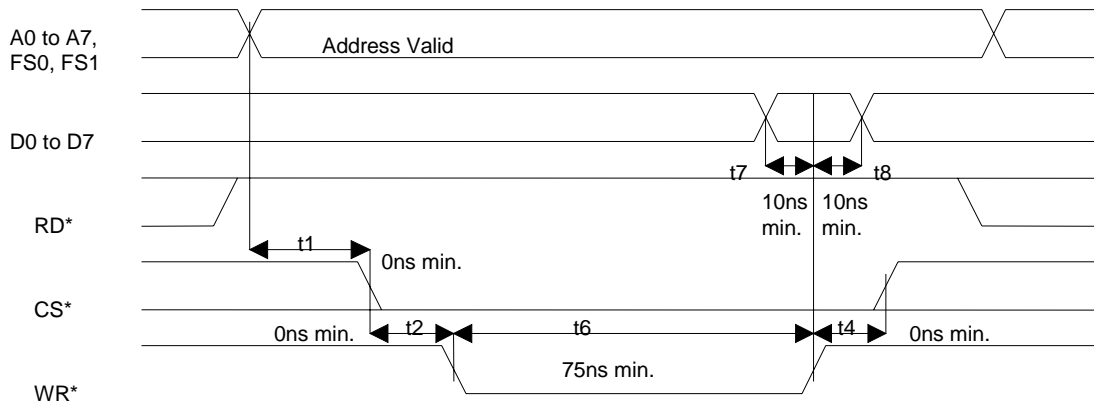 A0 to A7,
FS0, FS1
Address Valid
D0 to D7
t7
t8
10ns
min.
10ns
min.
RD*
t1
0ns min.
CS*
0ns min.
t2
t6
t4
0ns min.
75ns min.
WR*